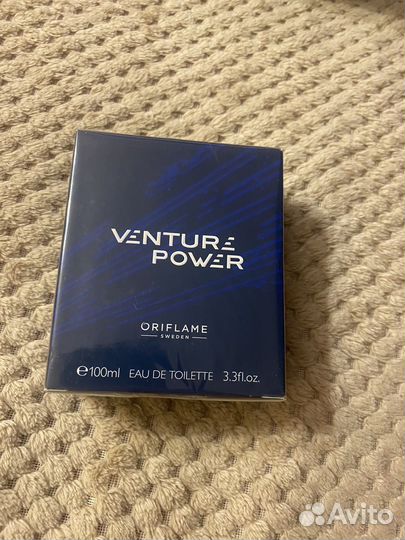 VENTURE
POWER
ORIFLAME
SWEDEN
℮100ml EAU DE TOILETTE 3.3fl.oz.
Avito